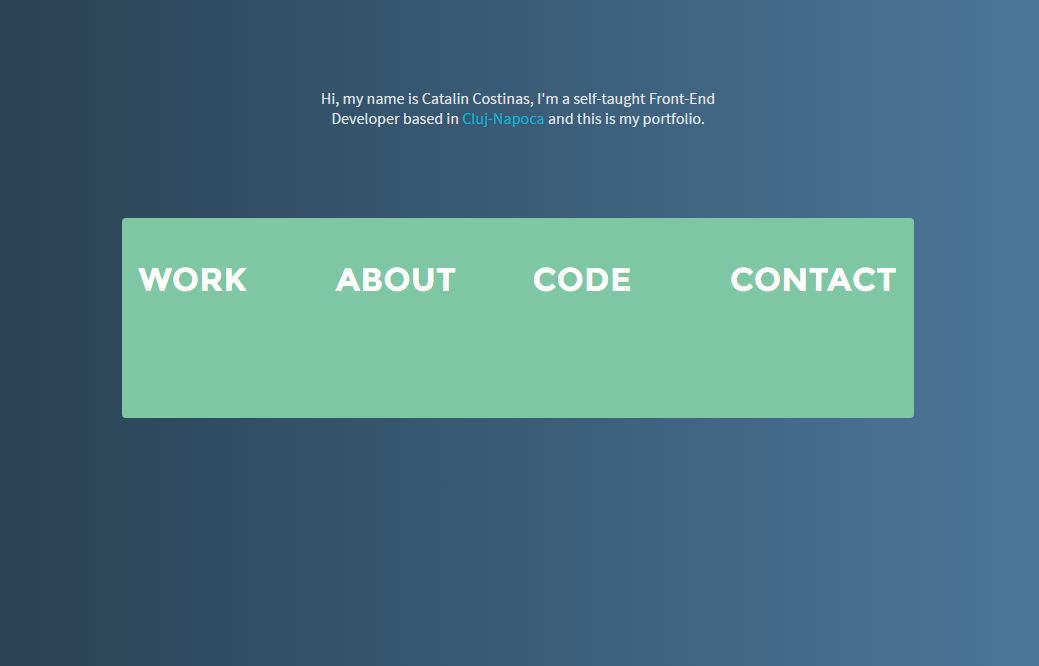 Hi, my name is Catalin Costinas, I'm a self-taught Front-End
Developer based in Cluj-Napoca and this is my portfolio.
WORK ABOUT CODE CONTACT